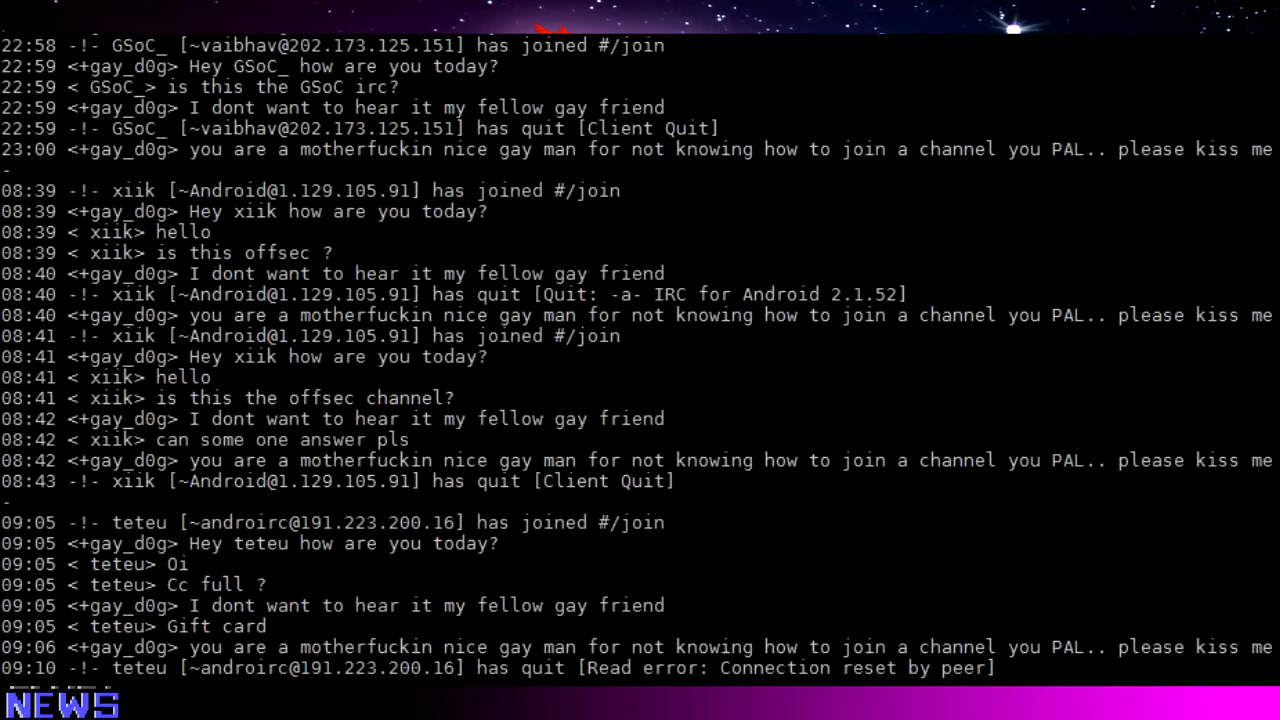 22:58 -!- GSoC_ [~vaibhav@202.173.125.151] has joined #/join
22:59 <+gay_d0g> Hey GSoC_ how are you today?
22:59 < GSoC_> is this the GSoC irc?
22:59 <+gay_d0g> I dont want to hear it my fellow gay friend
22:59 -!- GSoC_ [~vaibhav@202.173.125.151] has quit [Client Quit]
23:00 <+gay_d0g> you are a motherfuckin nice gay man for not knowing how to join a channel you PAL.. please kiss me
-
08:39 -!- xiik [~Android@1.129.105.91] has joined #/join
08:39 <+gay_d0g> Hey xiik how are you today?
08:39 < xiik> hello
08:39 < xiik> is this offsec ?
08:40 <+gay_d0g> I dont want to hear it my fellow gay friend
08:40 -!- xiik [~Android@1.129.105.91] has quit [Quit: -a- IRC for Android 2.1.52]
08:40 <+gay_d0g> you are a motherfuckin nice gay man for not knowing how to join a channel you PAL.. please kiss me
08:41 -!- xiik [~Android@1.129.105.91] has joined #/join
08:41 <+gay_d0g> Hey xiik how are you today?
08:41 < xiik> hello
08:41 < xiik> is this the offsec channel?
08:42 <+gay_d0g> I dont want to hear it my fellow gay friend
08:42 < xiik> can some one answer pls
08:42 <+gay_d0g> you are a motherfuckin nice gay man for not knowing how to join a channel you PAL.. please kiss me
08:43 -!- xiik [~Android@1.129.105.91] has quit [Client Quit]
-
09:05 -!- teteu [~androirc@191.223.200.16] has joined #/join
09:05 <+gay_d0g> Hey teteu how are you today?
09:05 < teteu> Oi
09:05 < teteu> Cc full ?
09:05 <+gay_d0g> I dont want to hear it my fellow gay friend
09:05 < teteu> Gift card
09:06 <+gay_d0g> you are a motherfuckin nice gay man for not knowing how to join a channel you PAL.. please kiss me
09:10 -!- teteu [~androirc@191.223.200.16] has quit [Read error: Connection reset by peer]
NEWS